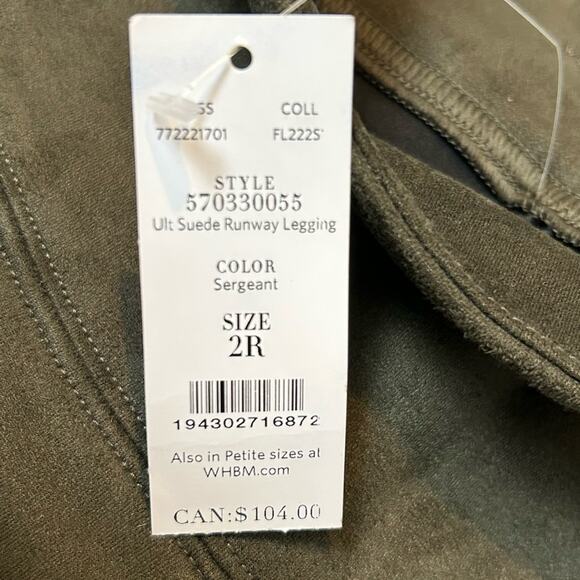 SS COLL
772221701 FL222S
STYLE
570330055
Ult Suede Runway Legging
COLOR
Sergeant
SIZE
2R
194302716872
Also in Petite sizes at
WHBM.com
CAN:$104.00